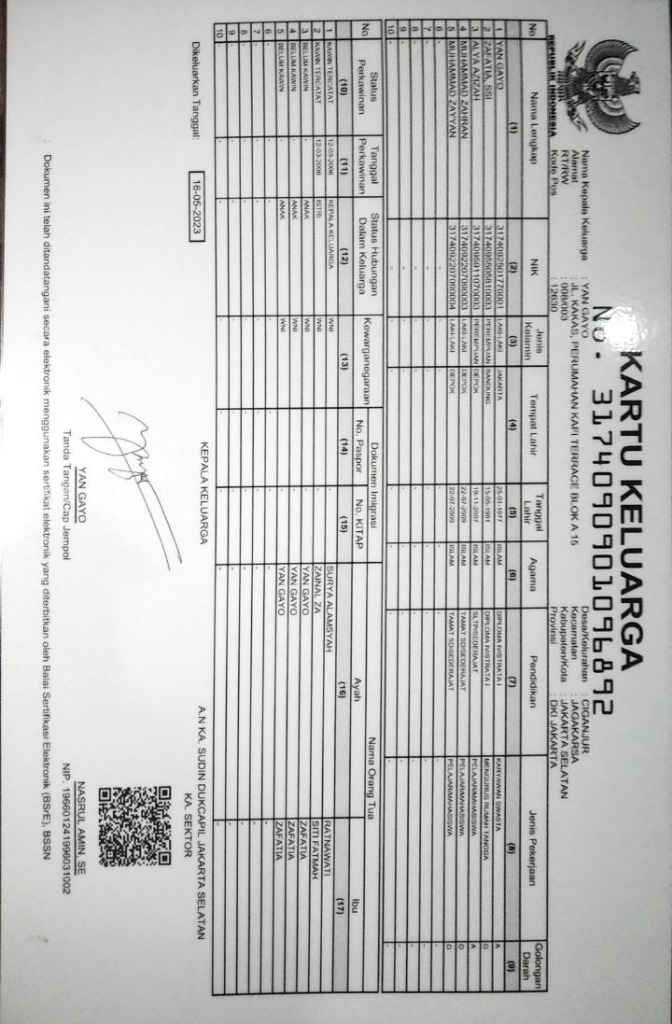 KARTU KELUARGA
No. 3174090901096892
REPUBLIK INDONESIA
Nama Kepala Keluarga : YAN GAYO
Alamat : JL. KAKAS, PERUMAHAN KAFI TERRACE BLOK A 15
RT/RW : 008/003
Kode Pos : 12630
Desa/Kelurahan : CIGANJUR
Kecamatan : JAGAKARSA
Kabupaten/Kota : JAKARTA SELATAN
Provinsi : DKI JAKARTA
No Nama Lengkap NIK Jenis Kelamin Tempat Lahir Tanggal Lahir Agama Pendidikan Jenis Pekerjaan Golongan Darah
(1) (2) (3) (4) (5) (6) (7) (8) (9)
1 YAN GAYO 3174092501770001 LAKI-LAKI JAKARTA 25-01-1977 ISLAM DIPLOMA IV/STRATA I KARYAWAN SWASTA A
2 ZAFATIA, SSI 3174095505810003 PEREMPUAN BANDUNG 15-05-1981 ISLAM DIPLOMA IV/STRATA I MENGURUS RUMAH TANGGA O
3 ALYA AZIZAH PEREMPUAN DEPOK 19-11-2007 ISLAM SLTP/SEDERAJAT PELAJAR/MAHASISWA A
4 MUHAMMAD ZAHRAN 3174092207090003 LAKI-LAKI DEPOK 22-07-2009 ISLAM TAMAT SD/SEDERAJAT PELAJAR/MAHASISWA O
5 MUHAMMAD ZAYYAN 3174092207090004 LAKI-LAKI DEPOK 22-07-2009 ISLAM TAMAT SD/SEDERAJAT PELAJAR/MAHASISWA O
6 - - - - - - - - -
7 - - - - - - - - -
8 - - - - - - - - -
9 - - - - - - - - -
10 - - - - - - - - -
No Status Perkawinan Tanggal Perkawinan Status Hubungan Dalam Keluarga Kewarganegaraan Dokumen Imigrasi Nama Orang Tua
No. Paspor No. KITAP Ayah Ibu
(10) (11) (12) (13) (14) (15) (16) (17)
1 KAWIN TERCATAT 12-03-2006 KEPALA KELUARGA WNI - - SURYA ALAMSYAH RATNAWATI
2 KAWIN TERCATAT 12-03-2006 ISTRI WNI - - ZAINAL ZA SITI FATMAH
3 BELUM KAWIN - ANAK WNI - - YAN GAYO ZAFATIA
4 BELUM KAWIN - ANAK WNI - - YAN GAYO ZAFATIA
5 BELUM KAWIN - ANAK WNI - - YAN GAYO ZAFATIA
6 - - - - - - - -
7 - - - - - - - -
8 - - - - - - - -
9 - - - - - - - -
10 - - - - - - - -
Dikeluarkan Tanggal: 16-05-2023
KEPALA KELUARGA
YAN GAYO
Tanda Tangan/Cap Jempol
A.N KA. SUDIN DUKCAPIL JAKARTA SELATAN
KA. SEKTOR
NASRUL AMIN, SE
NIP. 196601241996031002
Dokumen ini telah ditandatangani secara elektronik menggunakan sertifikat elektronik yang diterbitkan oleh Balai Sertifikasi Elektronik (BSrE), BSSN